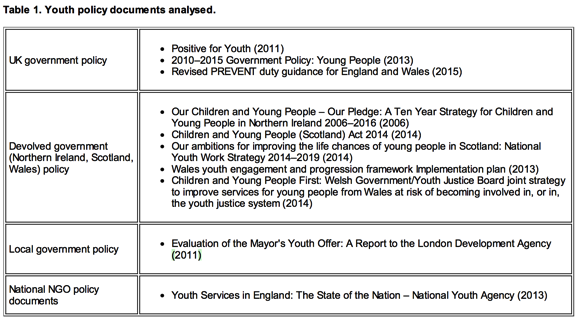 Table 1. Youth policy documents analysed.
UK government policy
• Positive for Youth (2011)
• 2010–2015 Government Policy: Young People (2013)
• Revised PREVENT duty guidance for England and Wales (2015)
Devolved government
(Northern Ireland, Scotland,
Wales) policy
• Our Children and Young People – Our Pledge: A Ten Year Strategy for Children and
Young People in Northern Ireland 2006–2016 (2006)
• Children and Young People (Scotland) Act 2014 (2014)
• Our ambitions for improving the life chances of young people in Scotland: National
Youth Work Strategy 2014–2019 (2014)
• Wales youth engagement and progression framework Implementation plan (2013)
• Children and Young People First: Welsh Government/Youth Justice Board joint strategy
to improve services for young people from Wales at risk of becoming involved in, or in,
the youth justice system (2014)
Local government policy
• Evaluation of the Mayor's Youth Offer: A Report to the London Development Agency
(2011)
National NGO policy
documents
• Youth Services in England: The State of the Nation – National Youth Agency (2013)